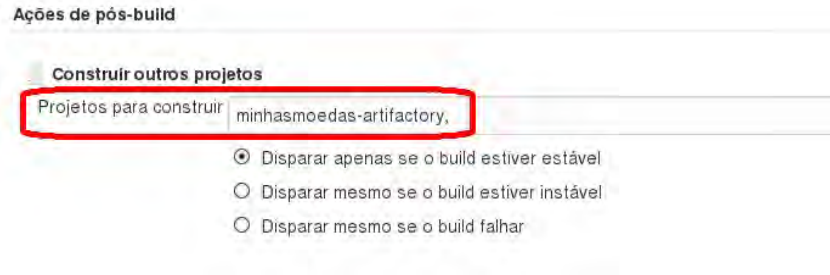 Ações de pós-build
Construir outros projetos
Projetos para construir minhasmoedas-artifactory,
Disparar apenas se o build estiver estável
Disparar mesmo se o build estiver instável
Disparar mesmo se o build falhar